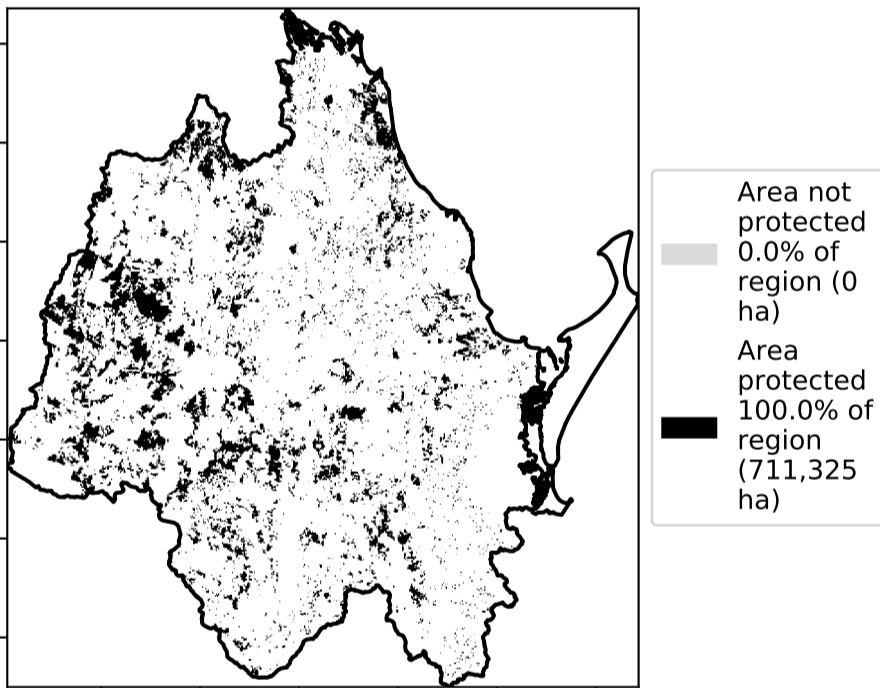 Area not
protected
0.0% of
region (0
ha)
Area
protected
100.0% of
region
(711,325
ha)